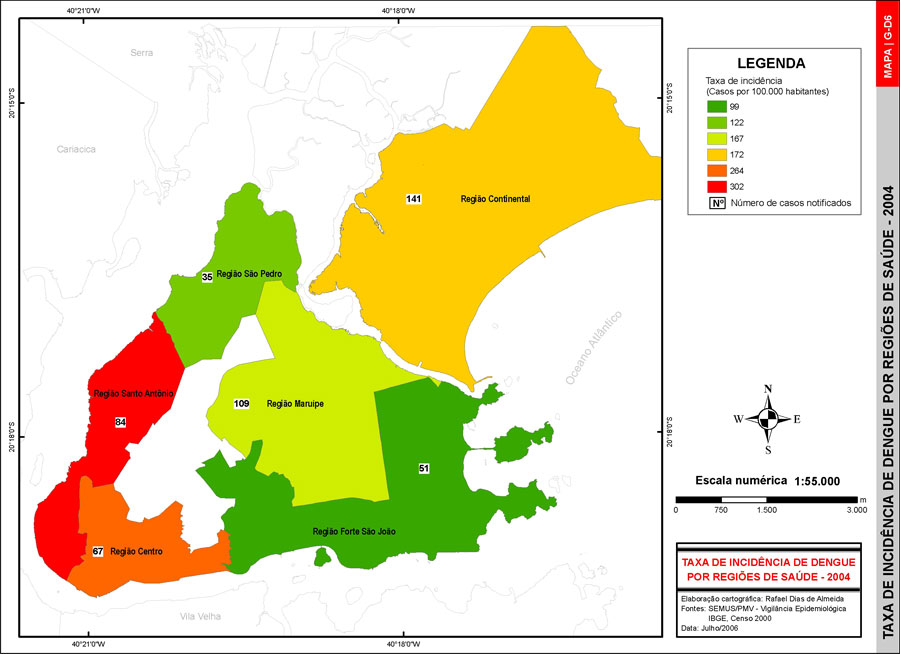 40°21'0"W
40°18'0"W
MAPA | G-D6
Serra
LEGENDA
Taxa de incidência
(Casos por 100.000 habitantes)
20°15'0"S
20°15'0"S
99
122
Cariacica
167
172
264
302
141
Região Continental
Nº Número de casos notificados
TAXA DE INCIDÊNCIA DE DENGUE POR REGIÕES DE SAÚDE - 2004
35
Região São Pedro
Oceano Atlântico
Região Santo Antônio
109
Região Maruípe
N
W E
S
84
20°18'0"S
20°18'0"S
51
Escala numérica 1:55.000
m
0 750 1.500 3.000
Região Forte São João
67
Região Centro
TAXA DE INCIDÊNCIA DE DENGUE
POR REGIÕES DE SAÚDE - 2004
Elaboração cartográfica: Rafael Dias de Almeida
Fontes: SEMUS/PMV - Vigilância Epidemiológica
IBGE, Censo 2000
Data: Julho/2006
Vila Velha
40°21'0"W
40°18'0"W